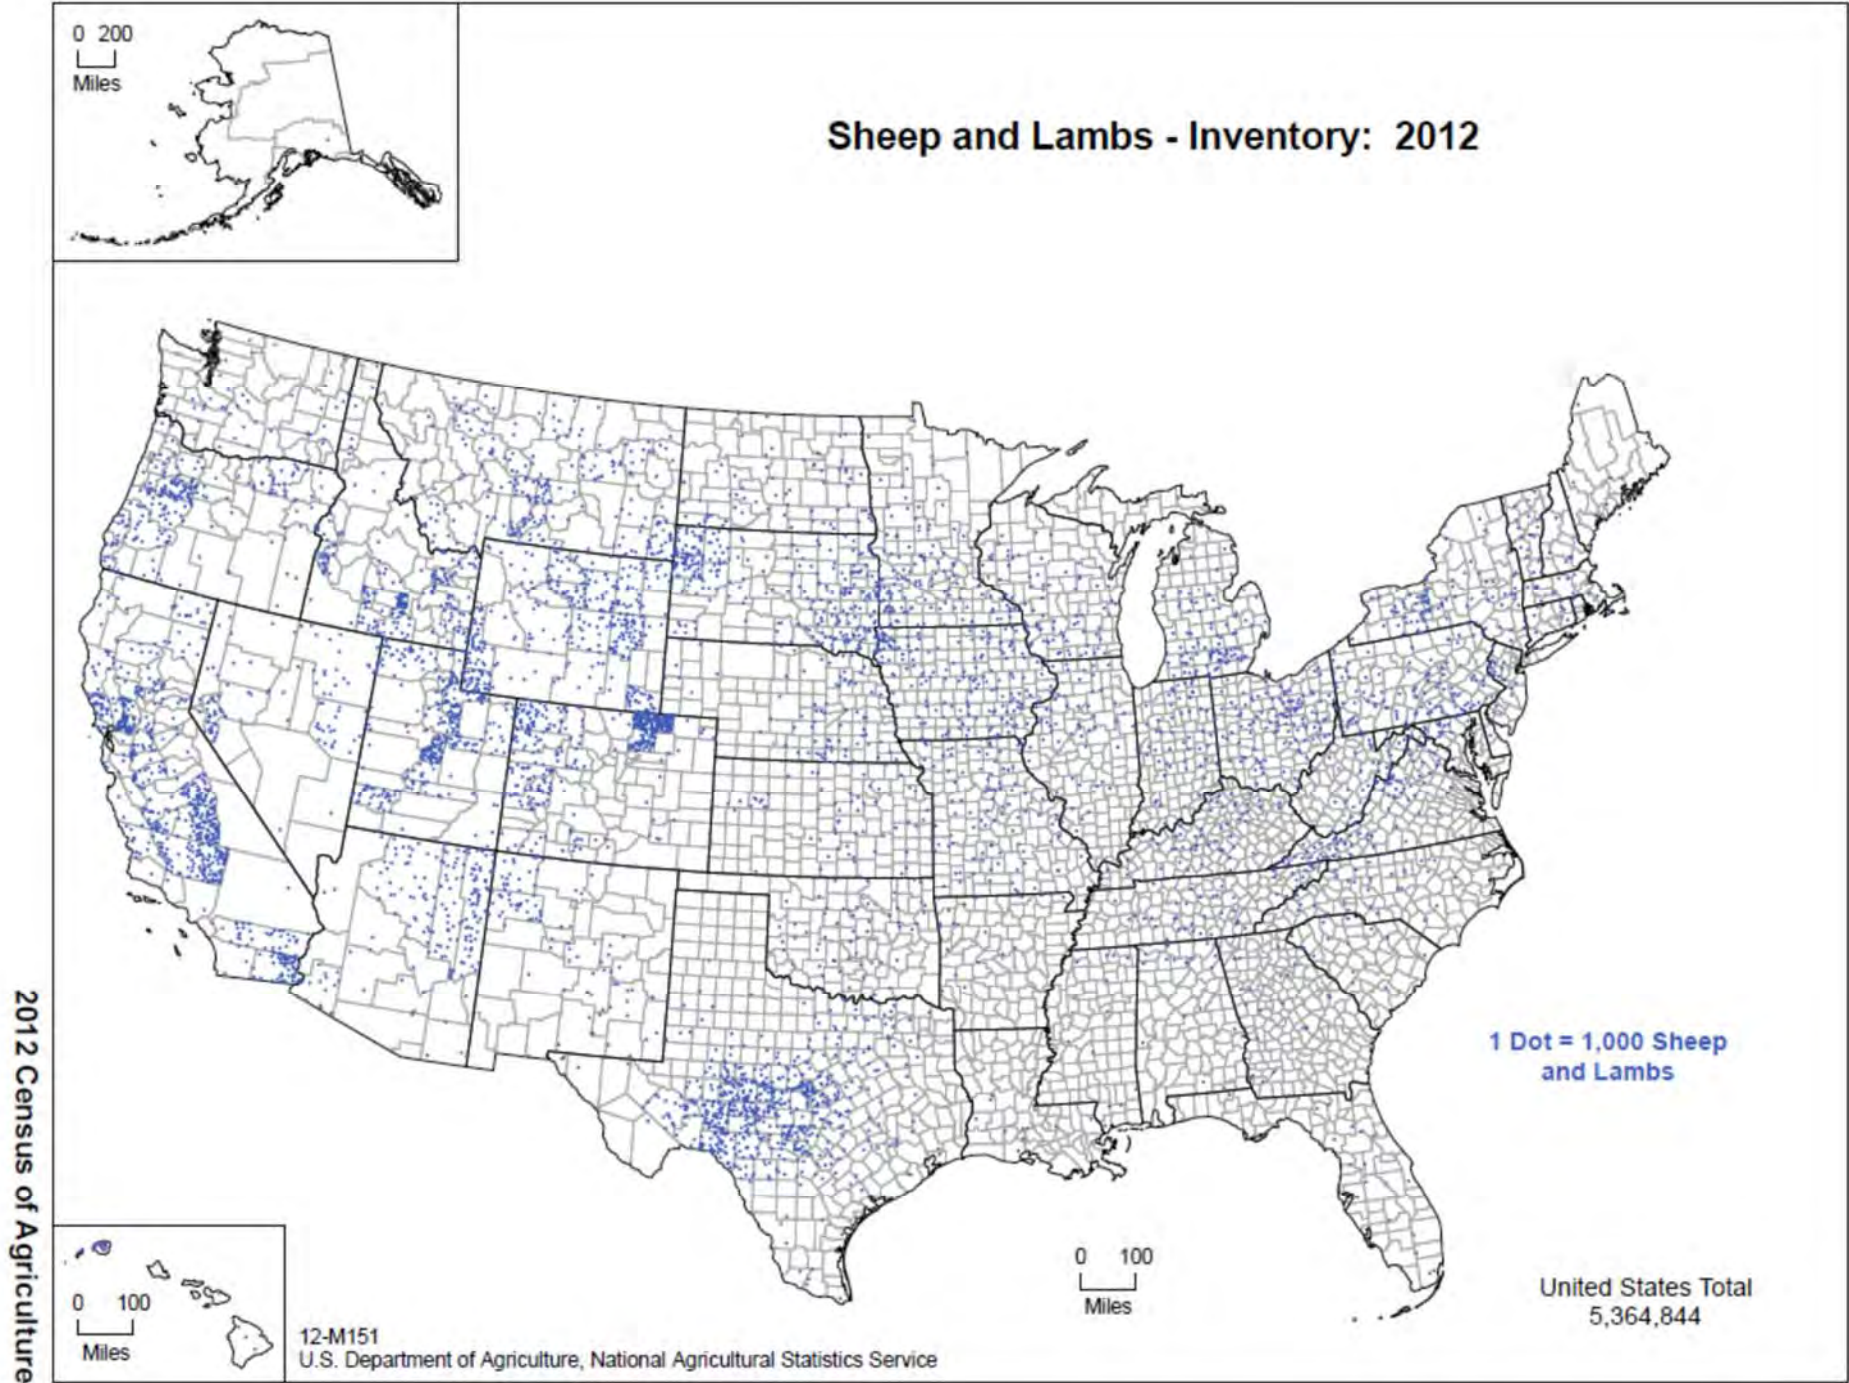 0 200
Miles
Sheep and Lambs - Inventory: 2012
1 Dot = 1,000 Sheep
and Lambs
2012 Census of Agriculture
0 100
Miles
0 100
Miles
United States Total
5,364,844
12-M151
U.S. Department of Agriculture, National Agricultural Statistics Service